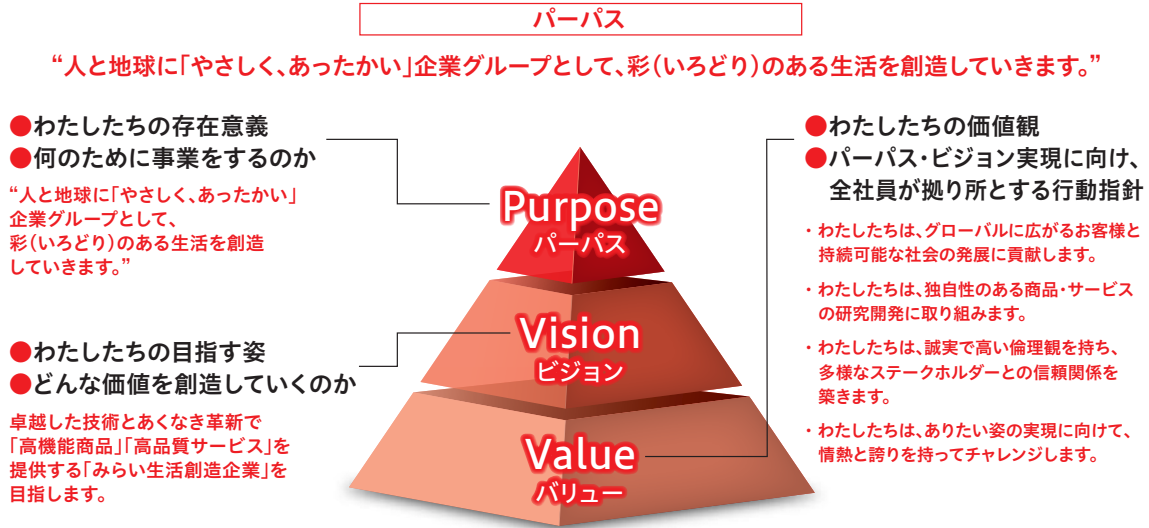 パーパス
“人と地球に「やさしく、あったかい」企業グループとして、彩（いろどり）のある生活を創造していきます。”
●わたしたちの存在意義
●何のために事業をするのか
“人と地球に「やさしく、あったかい」
企業グループとして、
彩（いろどり）のある生活を創造
していきます。”
●わたしたちの目指す姿
●どんな価値を創造していくのか
卓越した技術とあくなき革新で
「高機能商品」「高品質サービス」を
提供する「みらい生活創造企業」を
目指します。
Purpose
パーパス
Vision
ビジョン
Value
バリュー
●わたしたちの価値観
●パーパス・ビジョン実現に向け、
全社員が拠り所とする行動指針
・わたしたちは、グローバルに広がるお客様と
持続可能な社会の発展に貢献します。
・わたしたちは、独自性のある商品・サービス
の研究開発に取り組みます。
・わたしたちは、誠実で高い倫理観を持ち、
多様なステークホルダーとの信頼関係を
築きます。
・わたしたちは、ありたい姿の実現に向けて、
情熱と誇りを持ってチャレンジします。